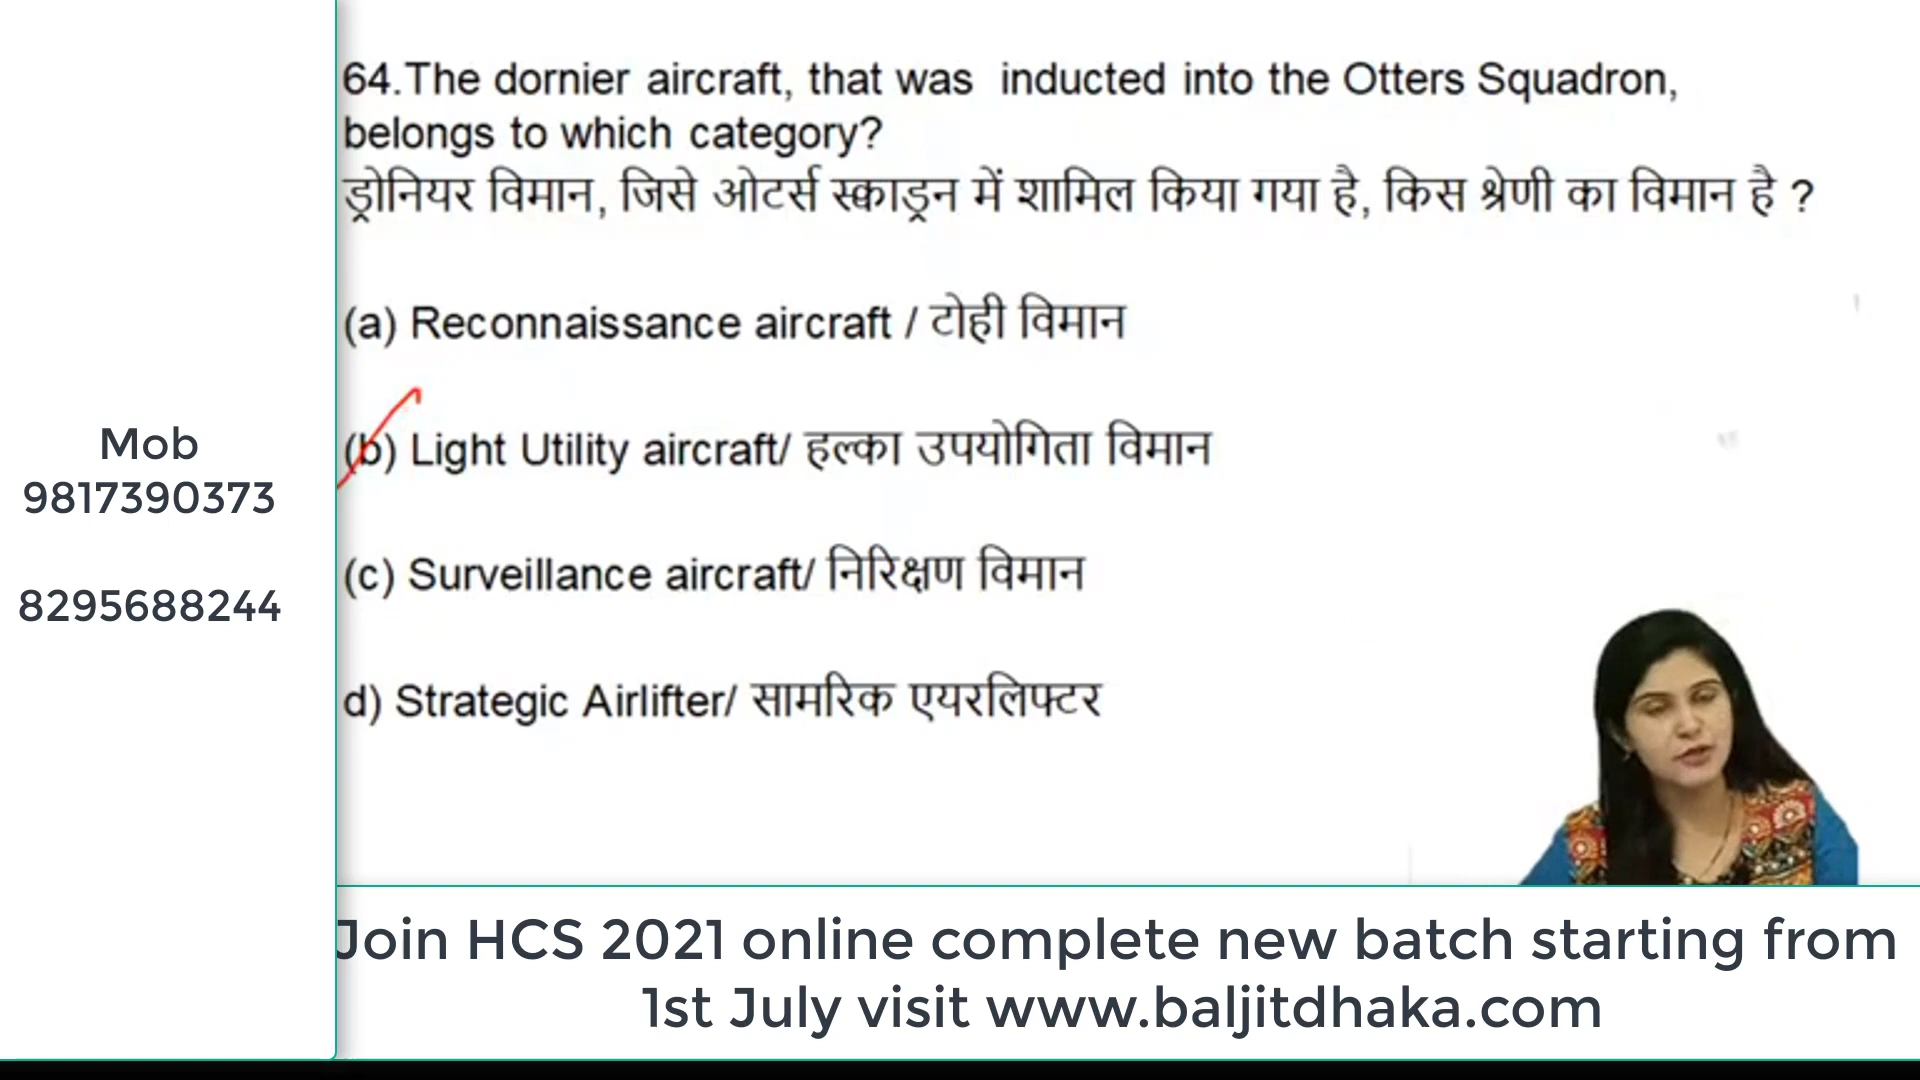 64.The dornier aircraft, that was inducted into the Otters Squadron,
belongs to which category?
ड्रोनियर विमान, जिसे ओटर्स स्क्वाड्रन में शामिल किया गया है, किस श्रेणी का विमान है ?
(a) Reconnaissance aircraft / टोही विमान
(b) Light Utility aircraft/ हल्का उपयोगिता विमान
(c) Surveillance aircraft/ निरिक्षण विमान
d) Strategic Airlifter/ सामरिक एयरलिफ्टर
Mob
9817390373
8295688244
Join HCS 2021 online complete new batch starting from
1st July visit www.baljitdhaka.com